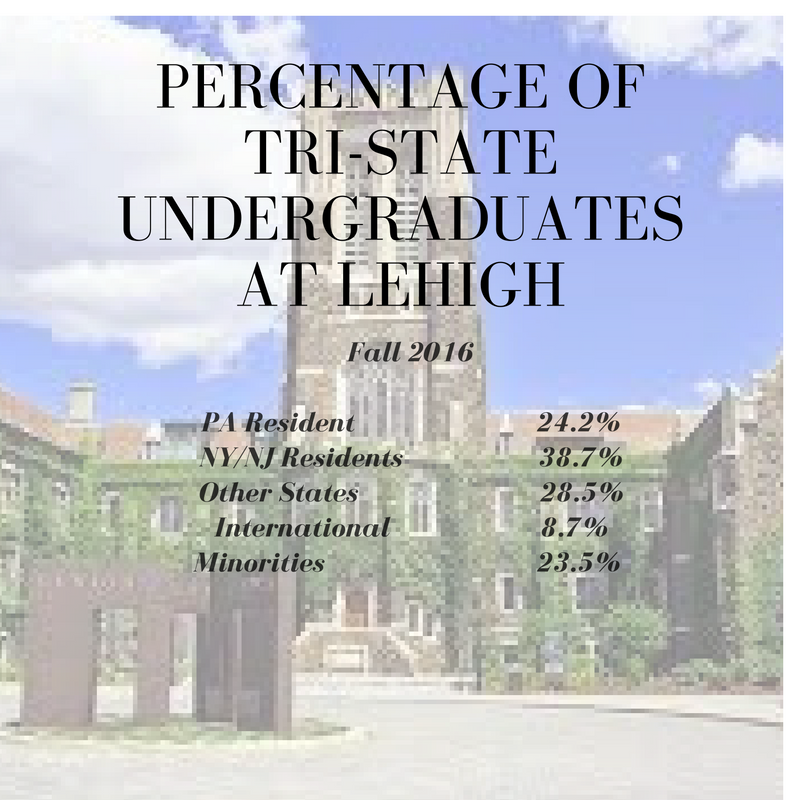 PERCENTAGE OF
TRI-STATE
UNDERGRADUATES
AT LEHIGH
Fall 2016
PA Resident 24.2%
NY/NJ Residents 38.7%
Other States 28.5%
International 8.7%
Minorities 23.5%